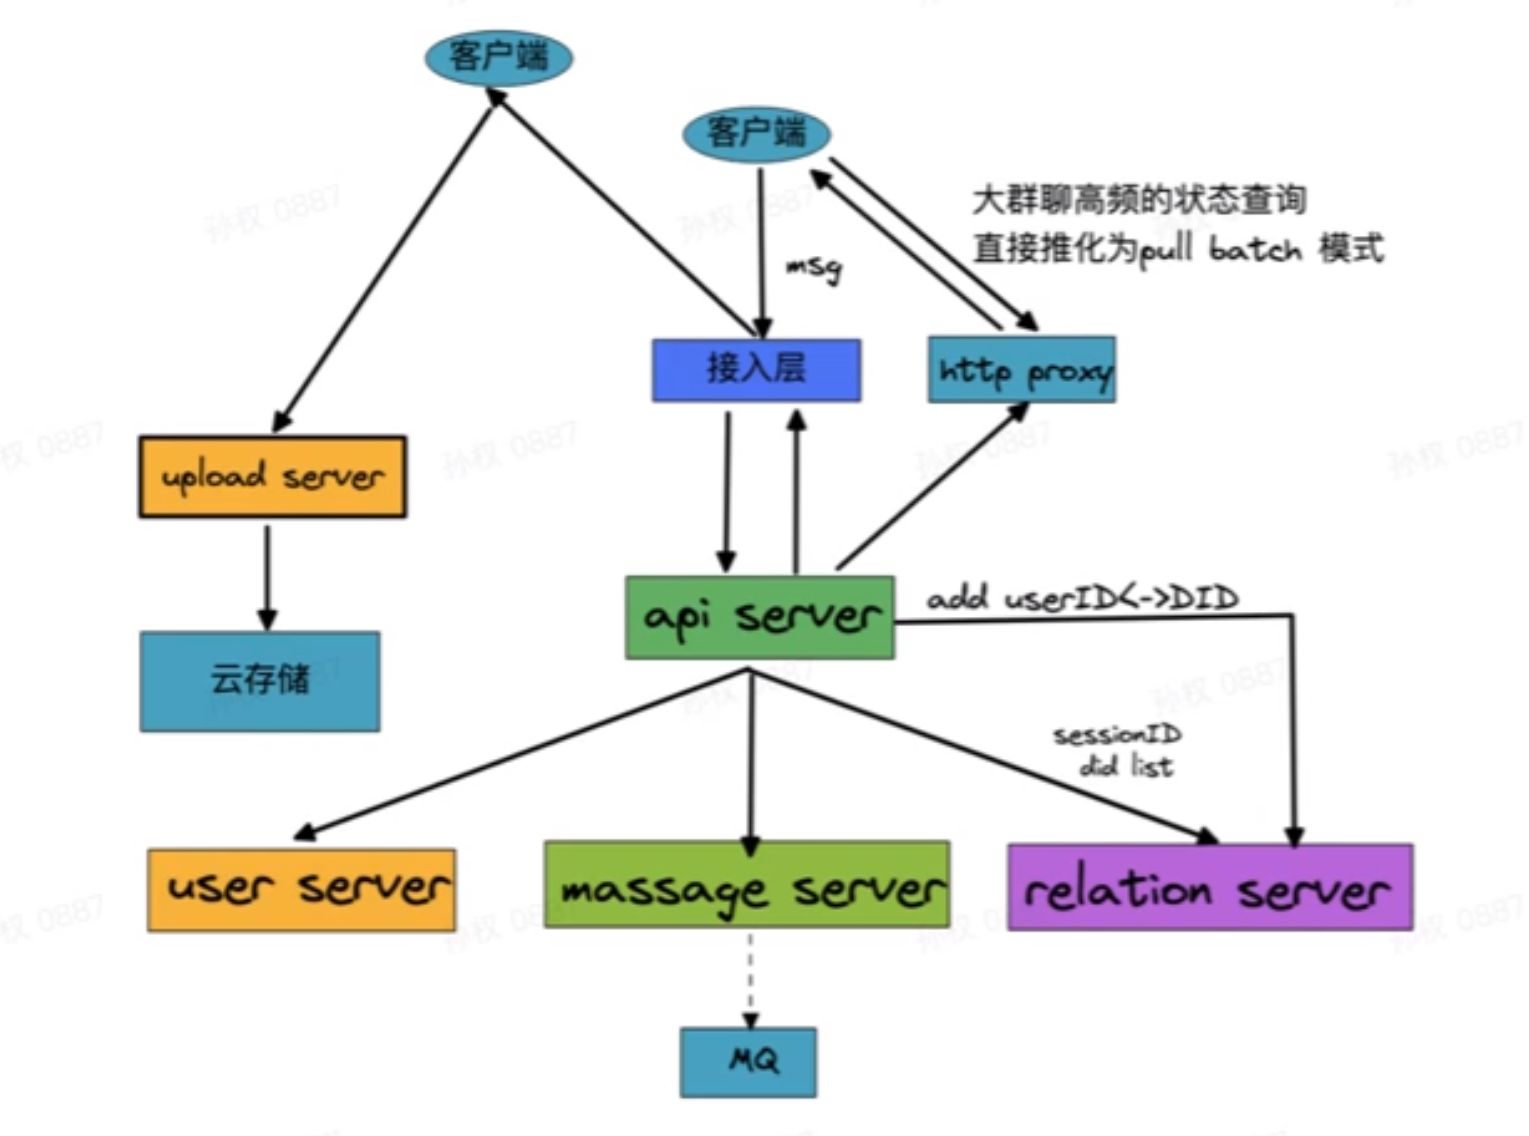 客户端
客户端
大群聊高频的状态查询
直接推化为pull batch 模式
msg
接入层
http proxy
upload server
api server
add userID<->DID
云存储
sessionID
did list
user server
massage server
relation server
MQ
孙权 0887